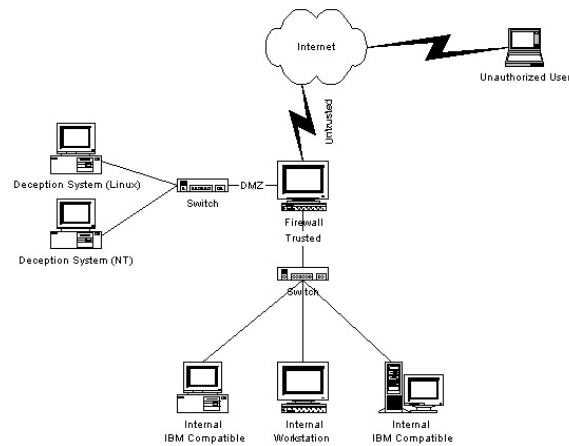 Internet
Unauthorized User
Untrusted
Deception System (Linux)
DMZ
Switch
Firewall
Trusted
Deception System (NT)
Switch
Internal
IBM Compatible
Internal
Workstation
Internal
IBM Compatible